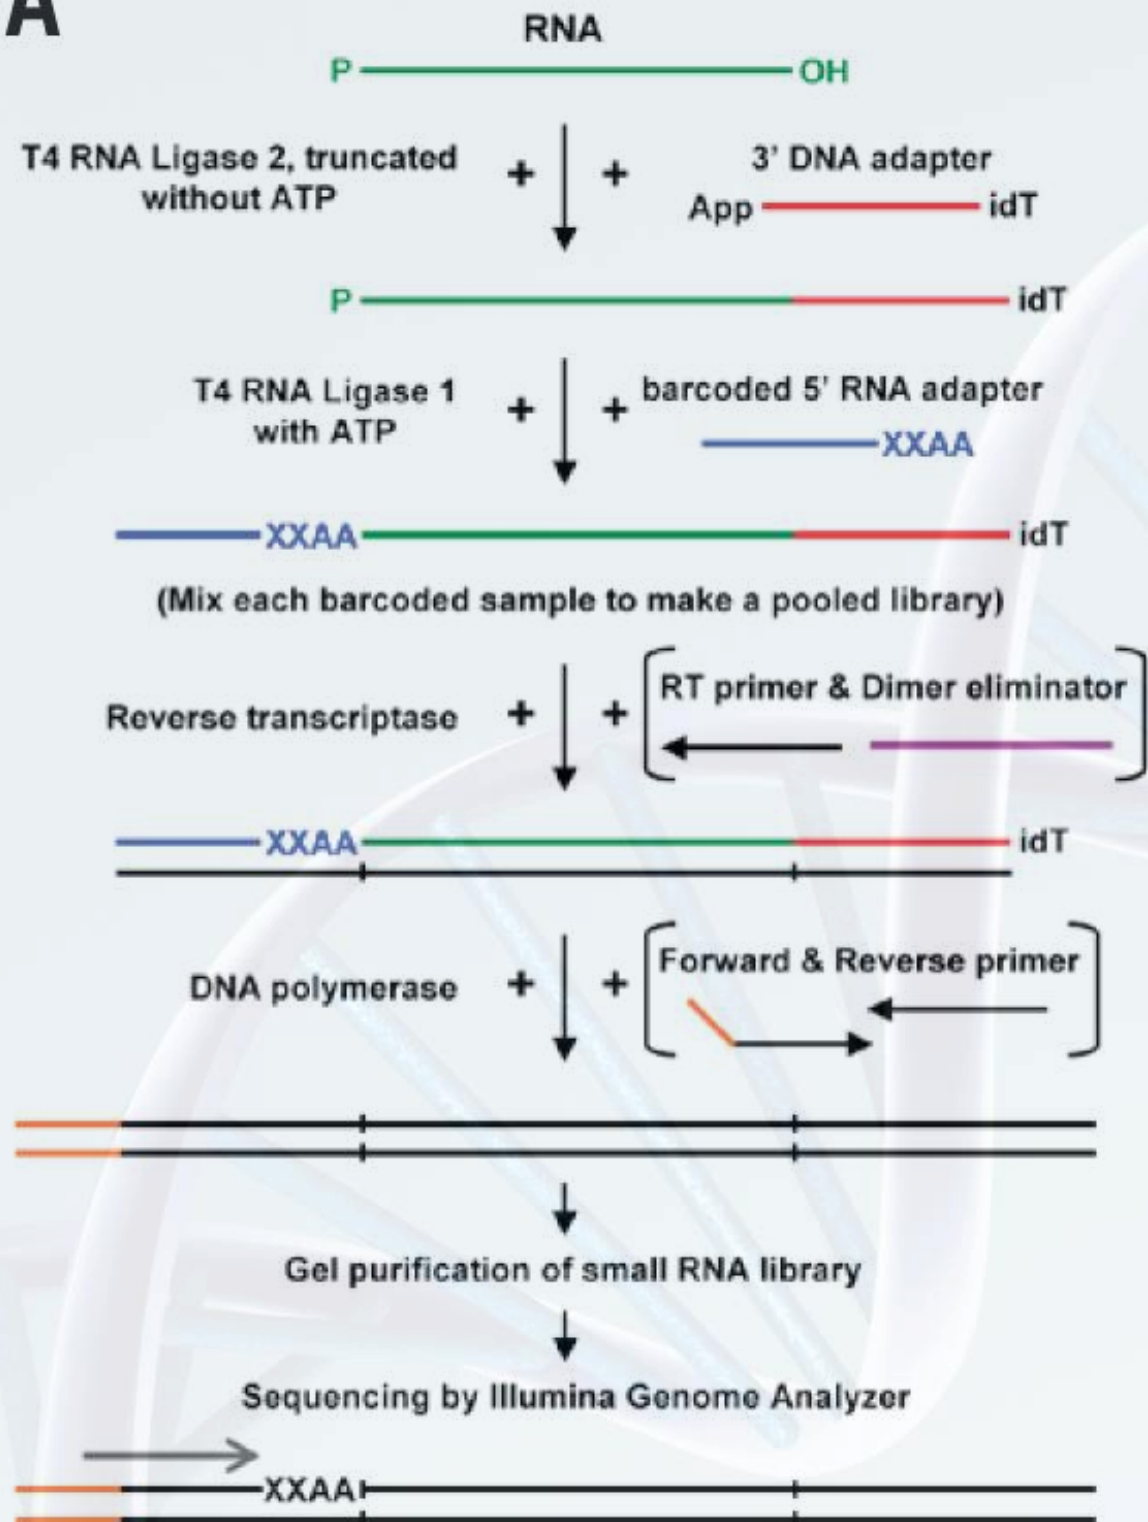 A
RNA
P OH
T4 RNA Ligase 2, truncated
without ATP
+ +
3' DNA adapter
App idT
P idT
T4 RNA Ligase 1
with ATP
+ +
barcoded 5' RNA adapter
XXAA
XXAA idT
(Mix each barcoded sample to make a pooled library)
Reverse transcriptase
+ +
RT primer & Dimer eliminator
XXAA idT
DNA polymerase
+ +
Forward & Reverse primer
Gel purification of small RNA library
Sequencing by Illumina Genome Analyzer
XXAA